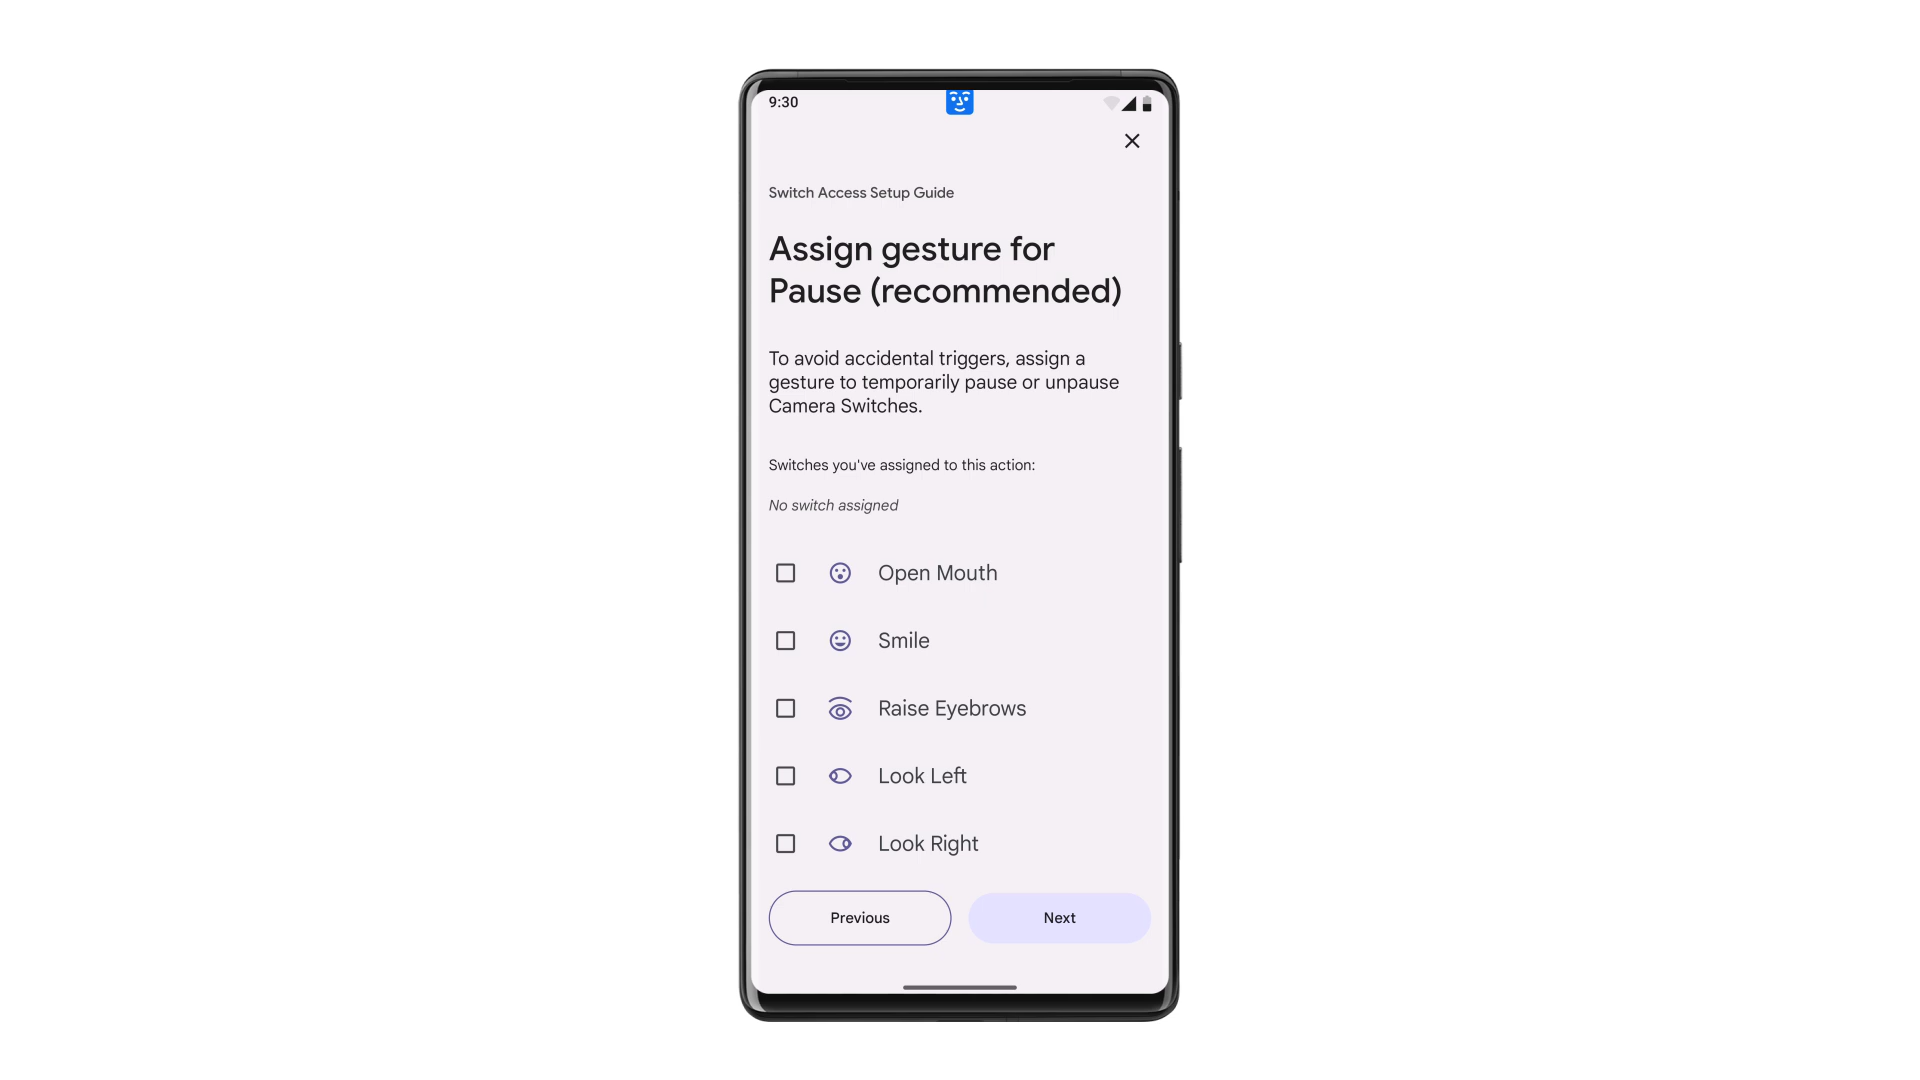 9:30
Switch Access Setup Guide
Assign gesture for
Pause (recommended)
To avoid accidental triggers, assign a
gesture to temporarily pause or unpause
Camera Switches.
Switches you've assigned to this action:
No switch assigned
Open Mouth
Smile
Raise Eyebrows
Look Left
Look Right
Previous
Next